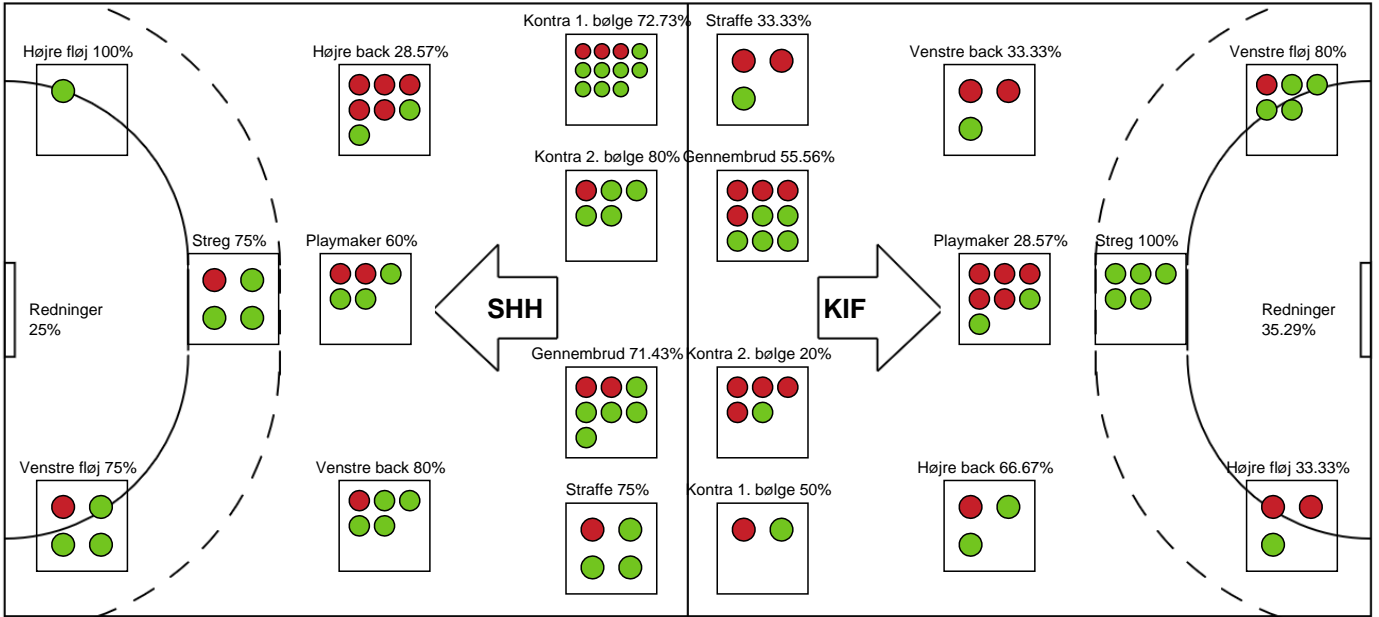 Kontra 1. bølge 72.73%
Straffe 33.33%
Højre fløj 100%
Højre back 28.57%
Venstre back 33.33%
Venstre fløj 80%
Kontra 2. bølge 80%
Gennembrud 55.56%
Streg 75%
Playmaker 60%
Playmaker 28.57%
Streg 100%
Redninger
25%
SHH
KIF
Redninger
35.29%
Gennembrud 71.43%
Kontra 2. bølge 20%
Venstre fløj 75%
Venstre back 80%
Højre back 66.67%
Højre fløj 33.33%
Straffe 75%
Kontra 1. bølge 50%